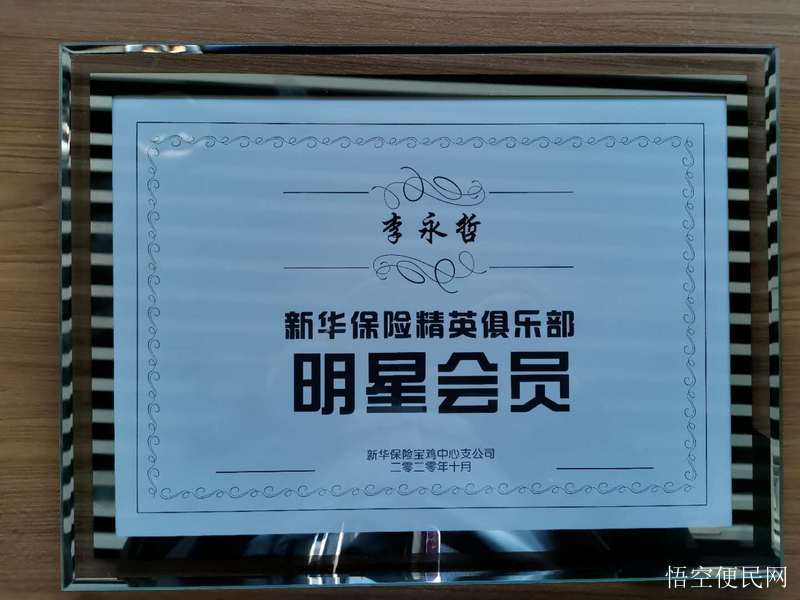 李永哲
新华保险精英俱乐部
明星会员
新华保险宝鸡中心支公司
二零二零年十月
悟空便民网